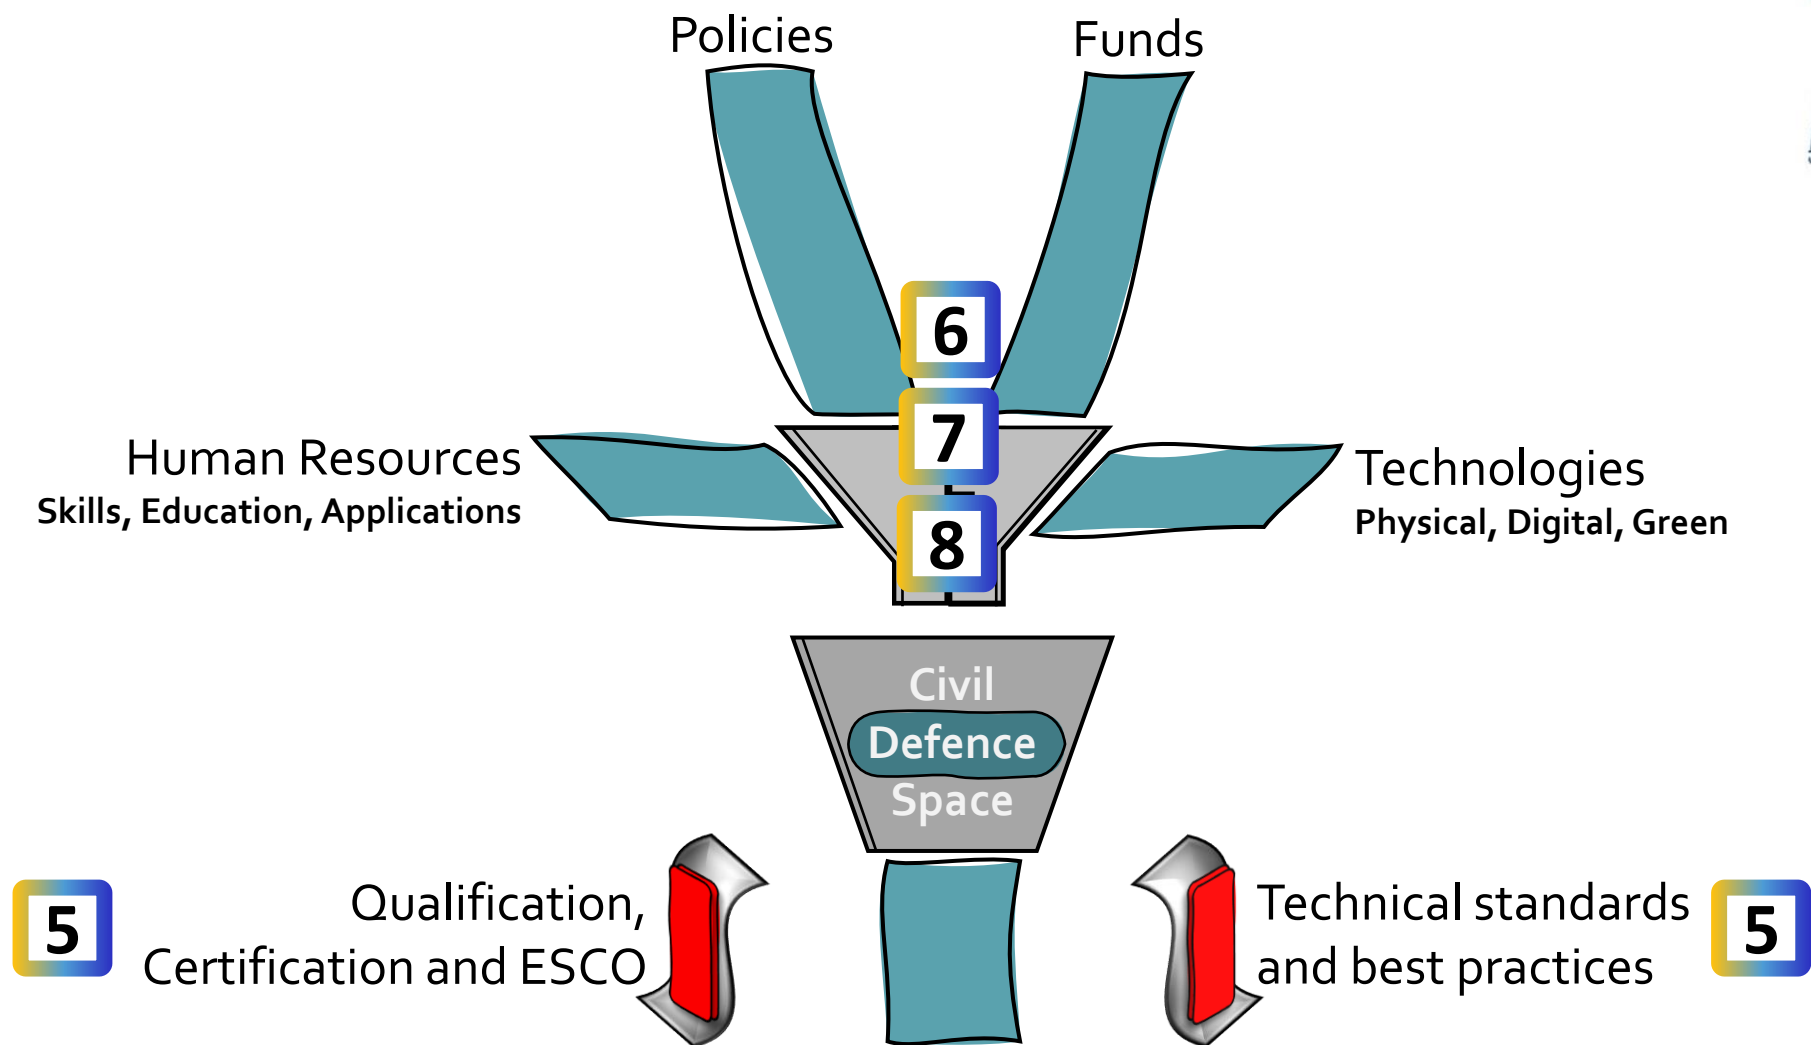 Policies
Funds
6
7
Human Resources
Skills, Education, Applications
Technologies
Physical, Digital, Green
8
Civil
Defence
Space
5
Qualification,
Certification and ESCO
Technical standards
and best practices
5